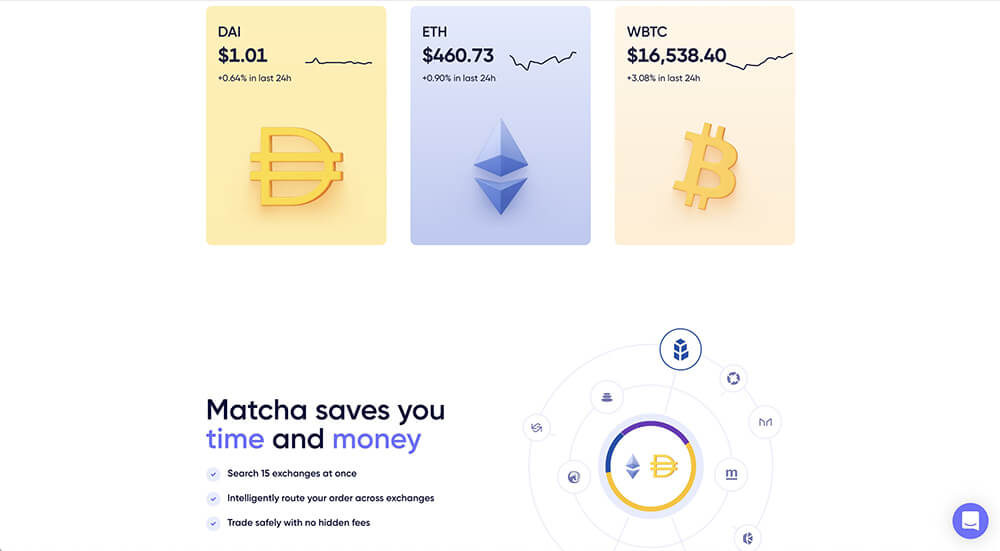 DAI
$1.01
+0.64% in last 24h
ETH
$460.73
+0.90% in last 24h
WBTC
$16,538.40
+3.08% in last 24h
Matcha saves you
time and money
Search 15 exchanges at once
Intelligently route your order across exchanges
Trade safely with no hidden fees
m